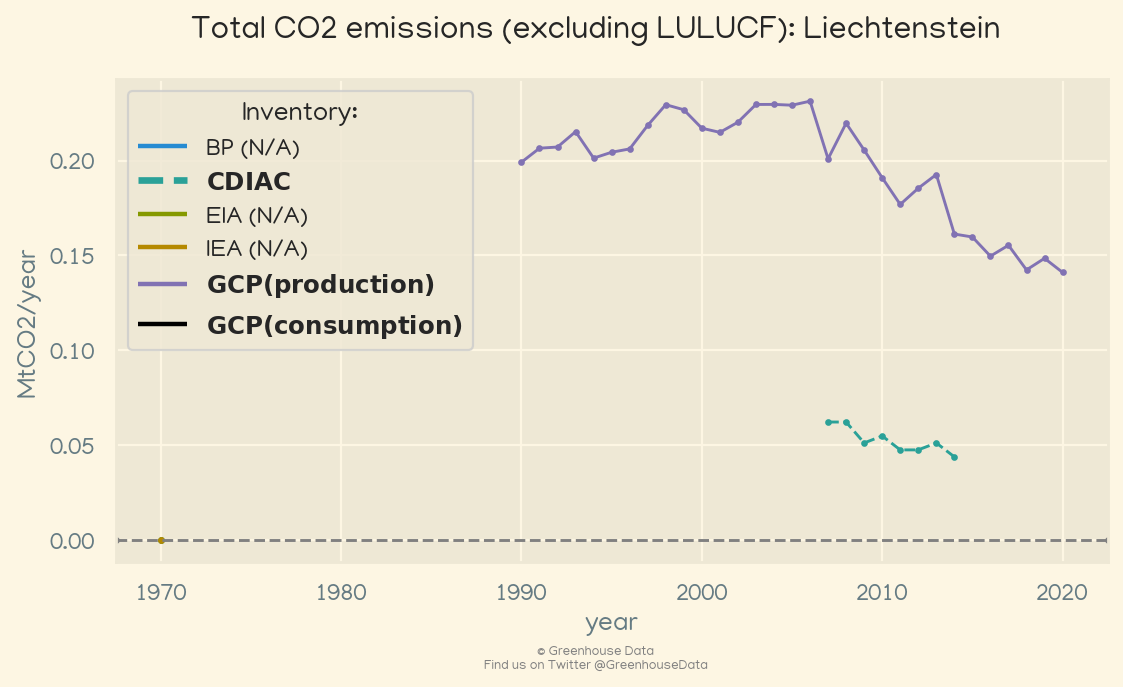 Total CO2 emissions (excluding LULUCF): Liechtenstein
Inventory:
BP (N/A)
CDIAC
EIA (N/A)
IEA (N/A)
GCP(production)
GCP(consumption)
MtCO2/year
0.20
0.15
0.10
0.05
0.00
1970 1980 1990 2000 2010 2020
year
© Greenhouse Data
Find us on Twitter @GreenhouseData